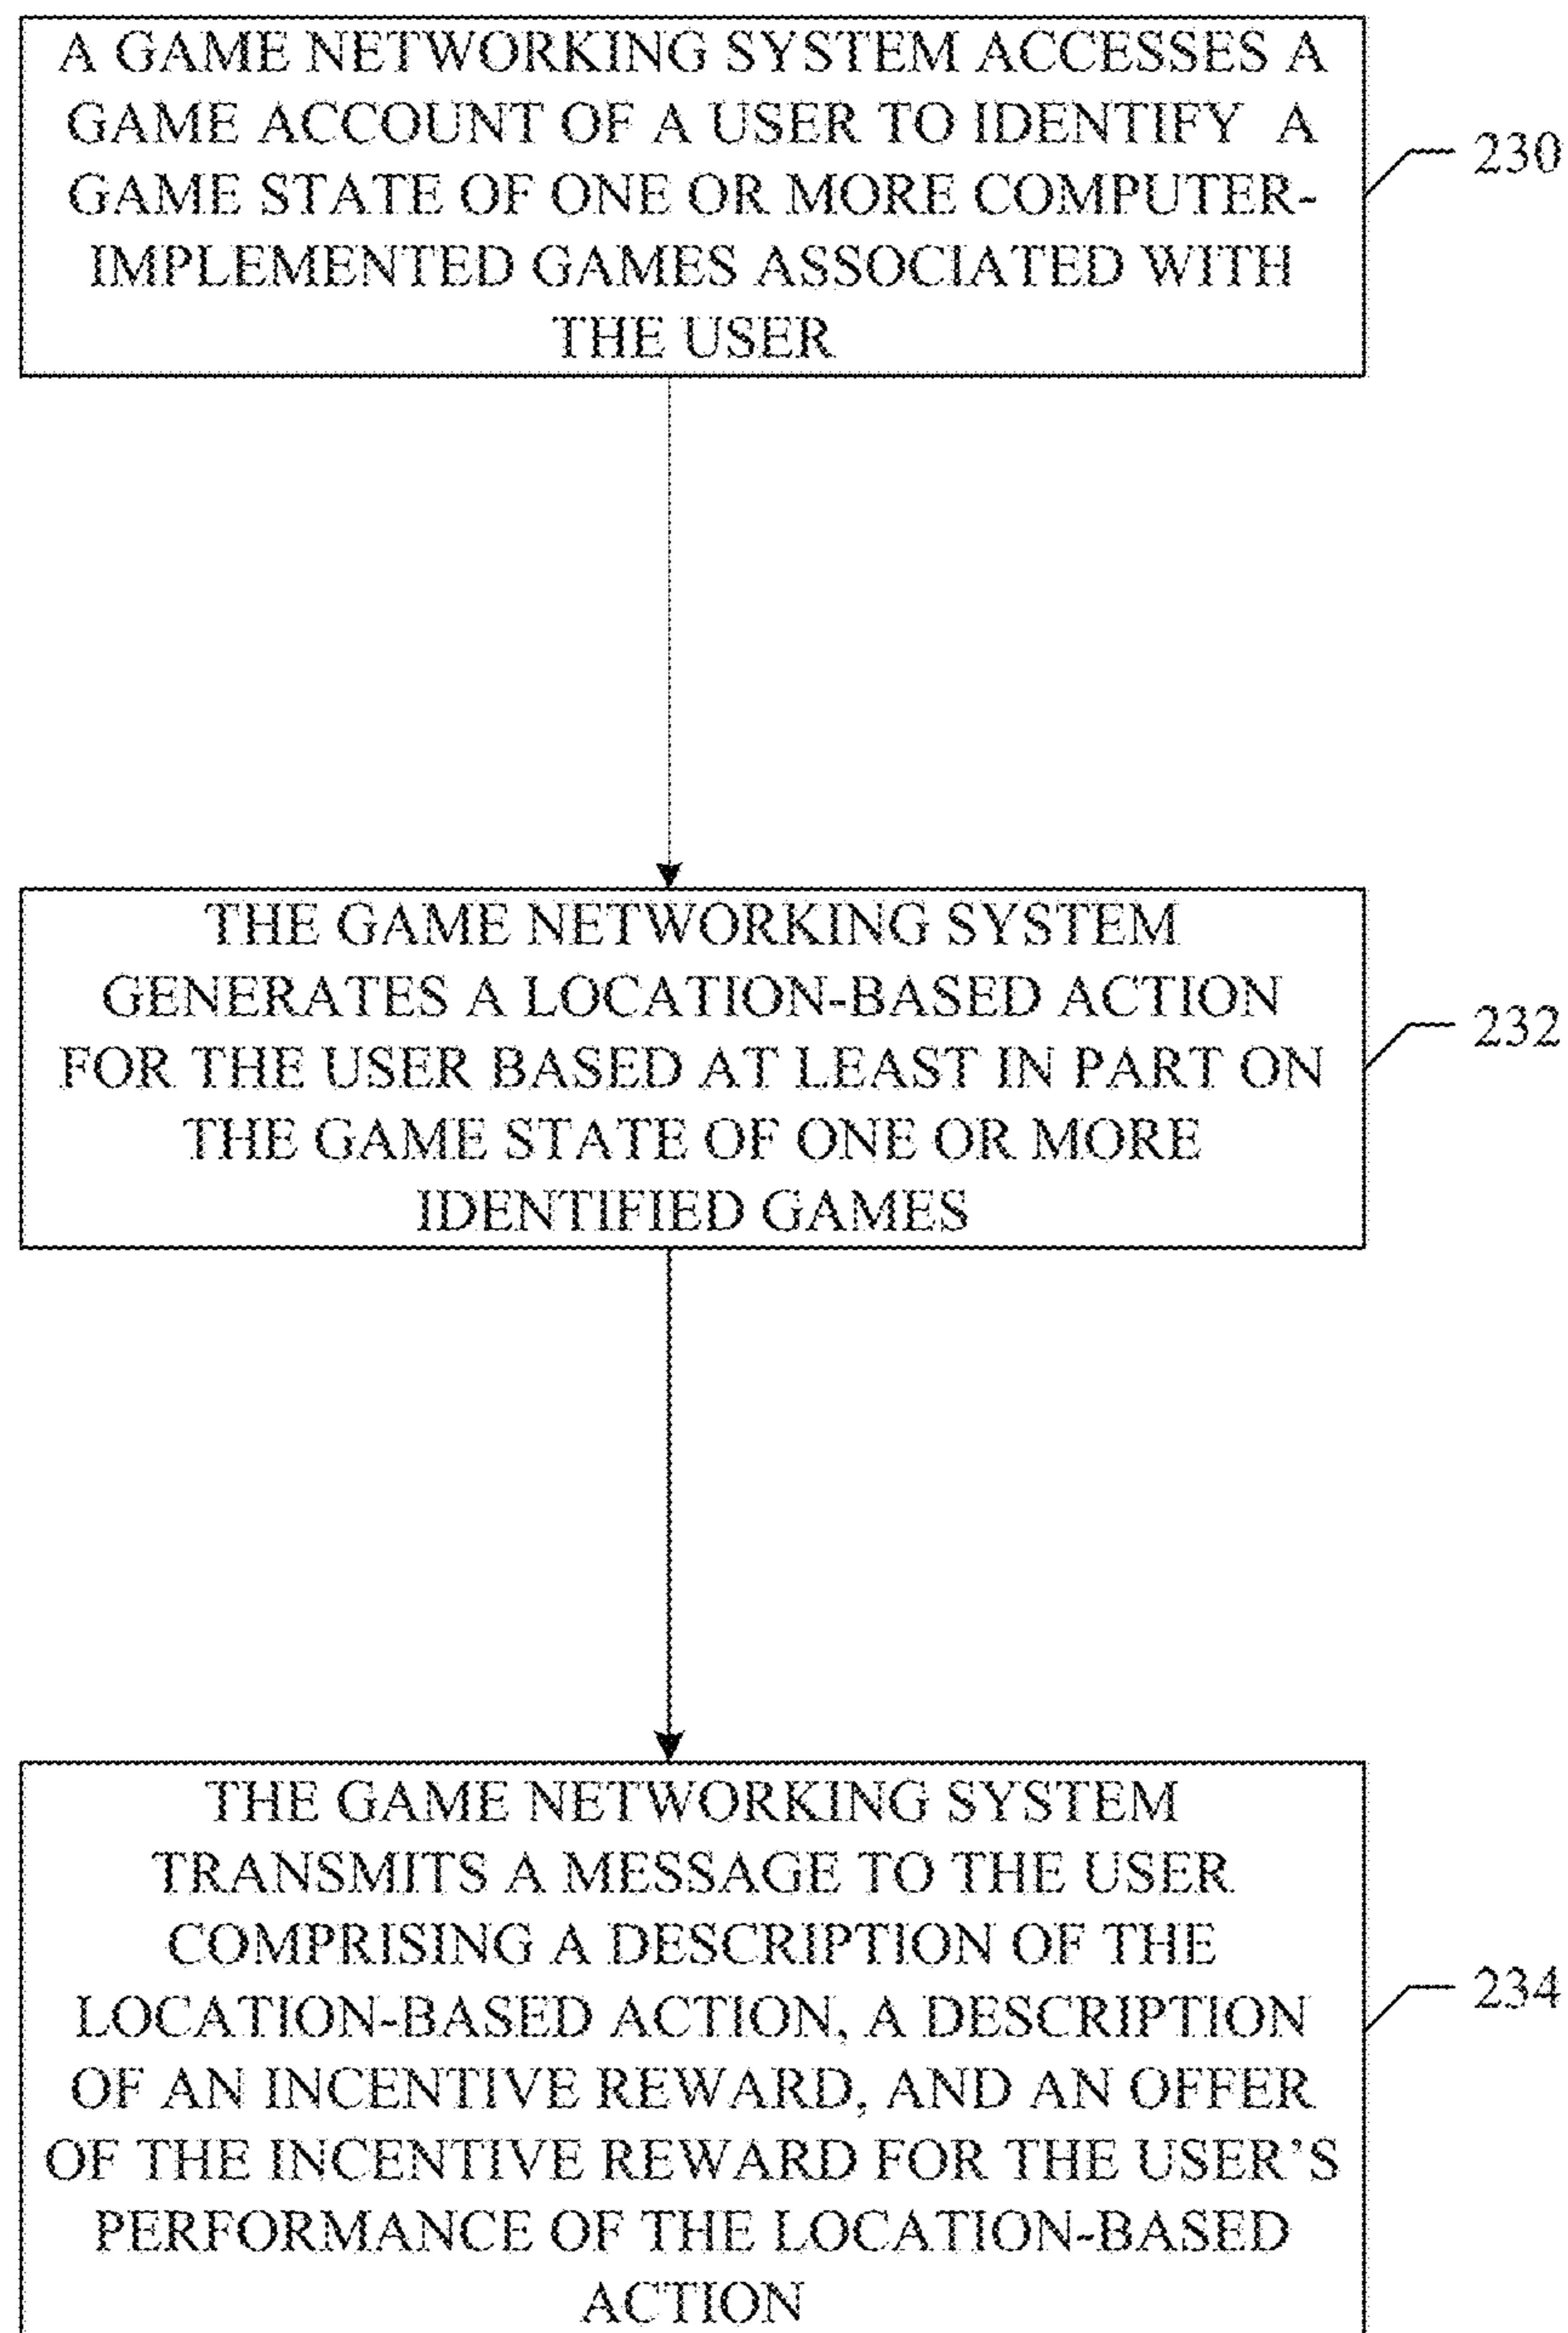 A GAME NETWORKING SYSTEM ACCESSES A
GAME ACCOUNT OF A USER TO IDENTIFY A
GAME STATE OF ONE OR MORE COMPUTER-
IMPLEMENTED GAMES ASSOCIATED WITH
THE USER
230
THE GAME NETWORKING SYSTEM
GENERATES A LOCATION-BASED ACTION
FOR THE USER BASED AT LEAST IN PART ON
THE GAME STATE OF ONE OR MORE
IDENTIFIED GAMES
232
THE GAME NETWORKING SYSTEM
TRANSMITS A MESSAGE TO THE USER
COMPRISING A DESCRIPTION OF THE
LOCATION-BASED ACTION, A DESCRIPTION
OF AN INCENTIVE REWARD, AND AN OFFER
OF THE INCENTIVE REWARD FOR THE USER’S
PERFORMANCE OF THE LOCATION-BASED
ACTION
234